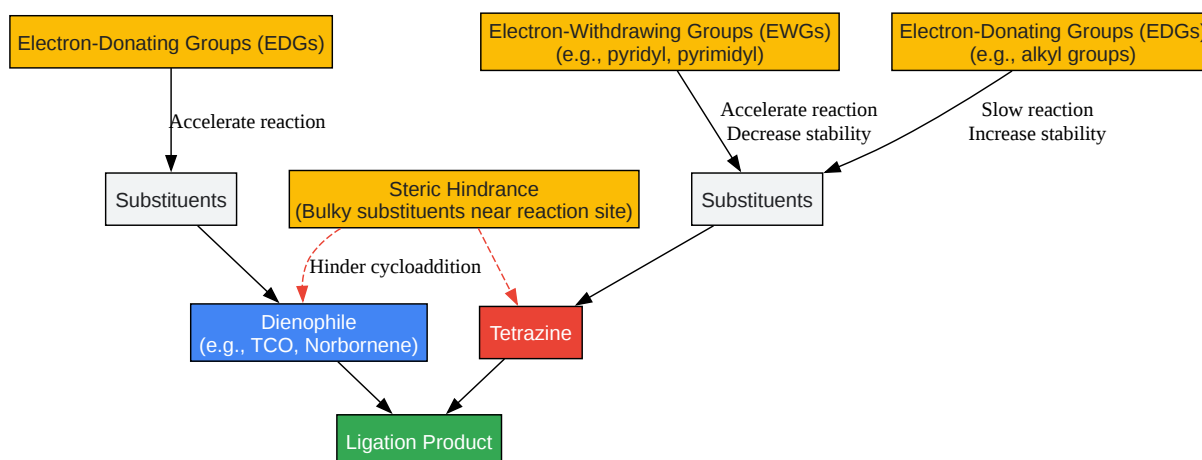 Electron-Donating Groups (EDGs)
Electron-Withdrawing Groups (EWGs)
(e.g., pyridyl, pyrimidyl)
Electron-Donating Groups (EDGs)
(e.g., alkyl groups)
Accelerate reaction
Accelerate reaction
Decrease stability
Slow reaction
Increase stability
Substituents
Steric Hindrance
(Bulky substituents near reaction site)
Substituents
Hinder cycloaddition
Dienophile
(e.g., TCO, Norbornene)
Tetrazine
Ligation Product